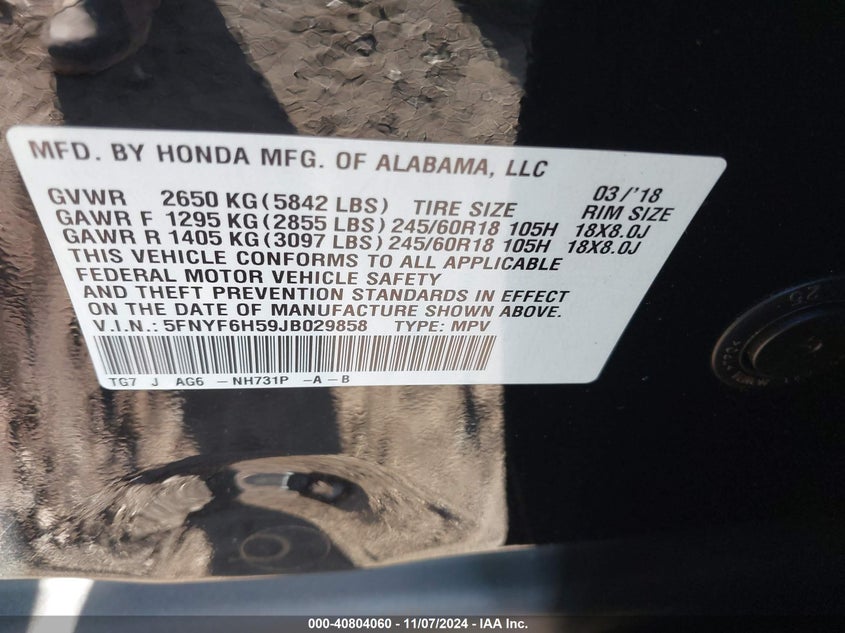 MFD. BY HONDA MFG. OF ALABAMA, LLC
03/'18
GVWR 2650 KG(5842 LBS) TIRE SIZE RIM SIZE
GAWR F 1295 KG(2855 LBS) 245/60R18 105H 18X8.0J
GAWR R 1405 KG(3097 LBS) 245/60R18 105H 18X8.0J
THIS VEHICLE CONFORMS TO ALL APPLICABLE
FEDERAL MOTOR VEHICLE SAFETY
AND THEFT PREVENTION STANDARDS IN EFFECT
ON THE DATE OF MANUFACTURE SHOWN ABOVE.
V.I.N.: 5FNYF6H59JB029858 TYPE: MPV
TG7 J AG6 -NH731P -A-B
000-40804060 - 11/07/2024 - IAA Inc.